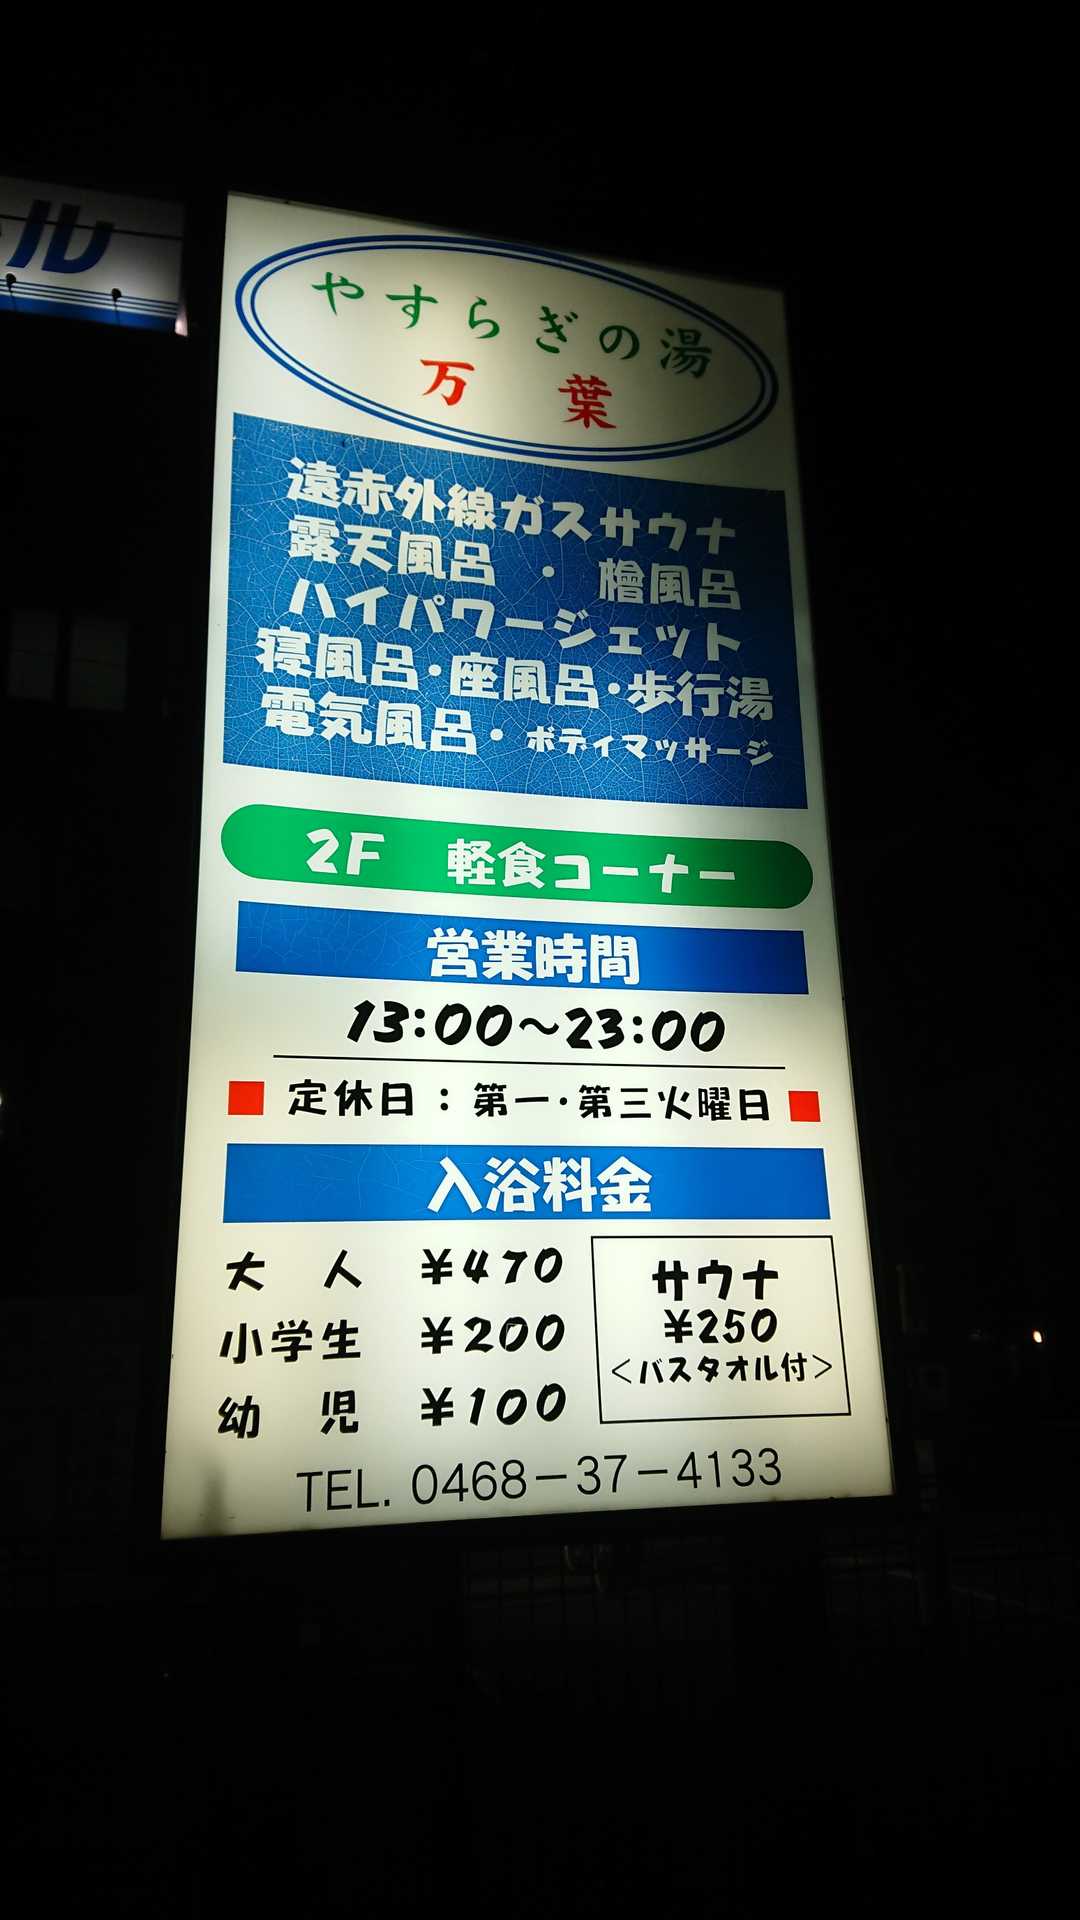 ール
やすらぎの湯
万葉
遠赤外線ガスサウナ
露天風呂・檜風呂
ハイパワージェット
寝風呂・座風呂・歩行湯
電気風呂・ボディマッサージ
2F 軽食コーナー
営業時間
13:00～23:00
■ 定休日：第一・第三火曜日 ■
入浴料金
大人 ¥470
小学生 ¥200
幼児 ¥100
サウナ
¥250
＜バスタオル付＞
TEL. 0468－37－4133